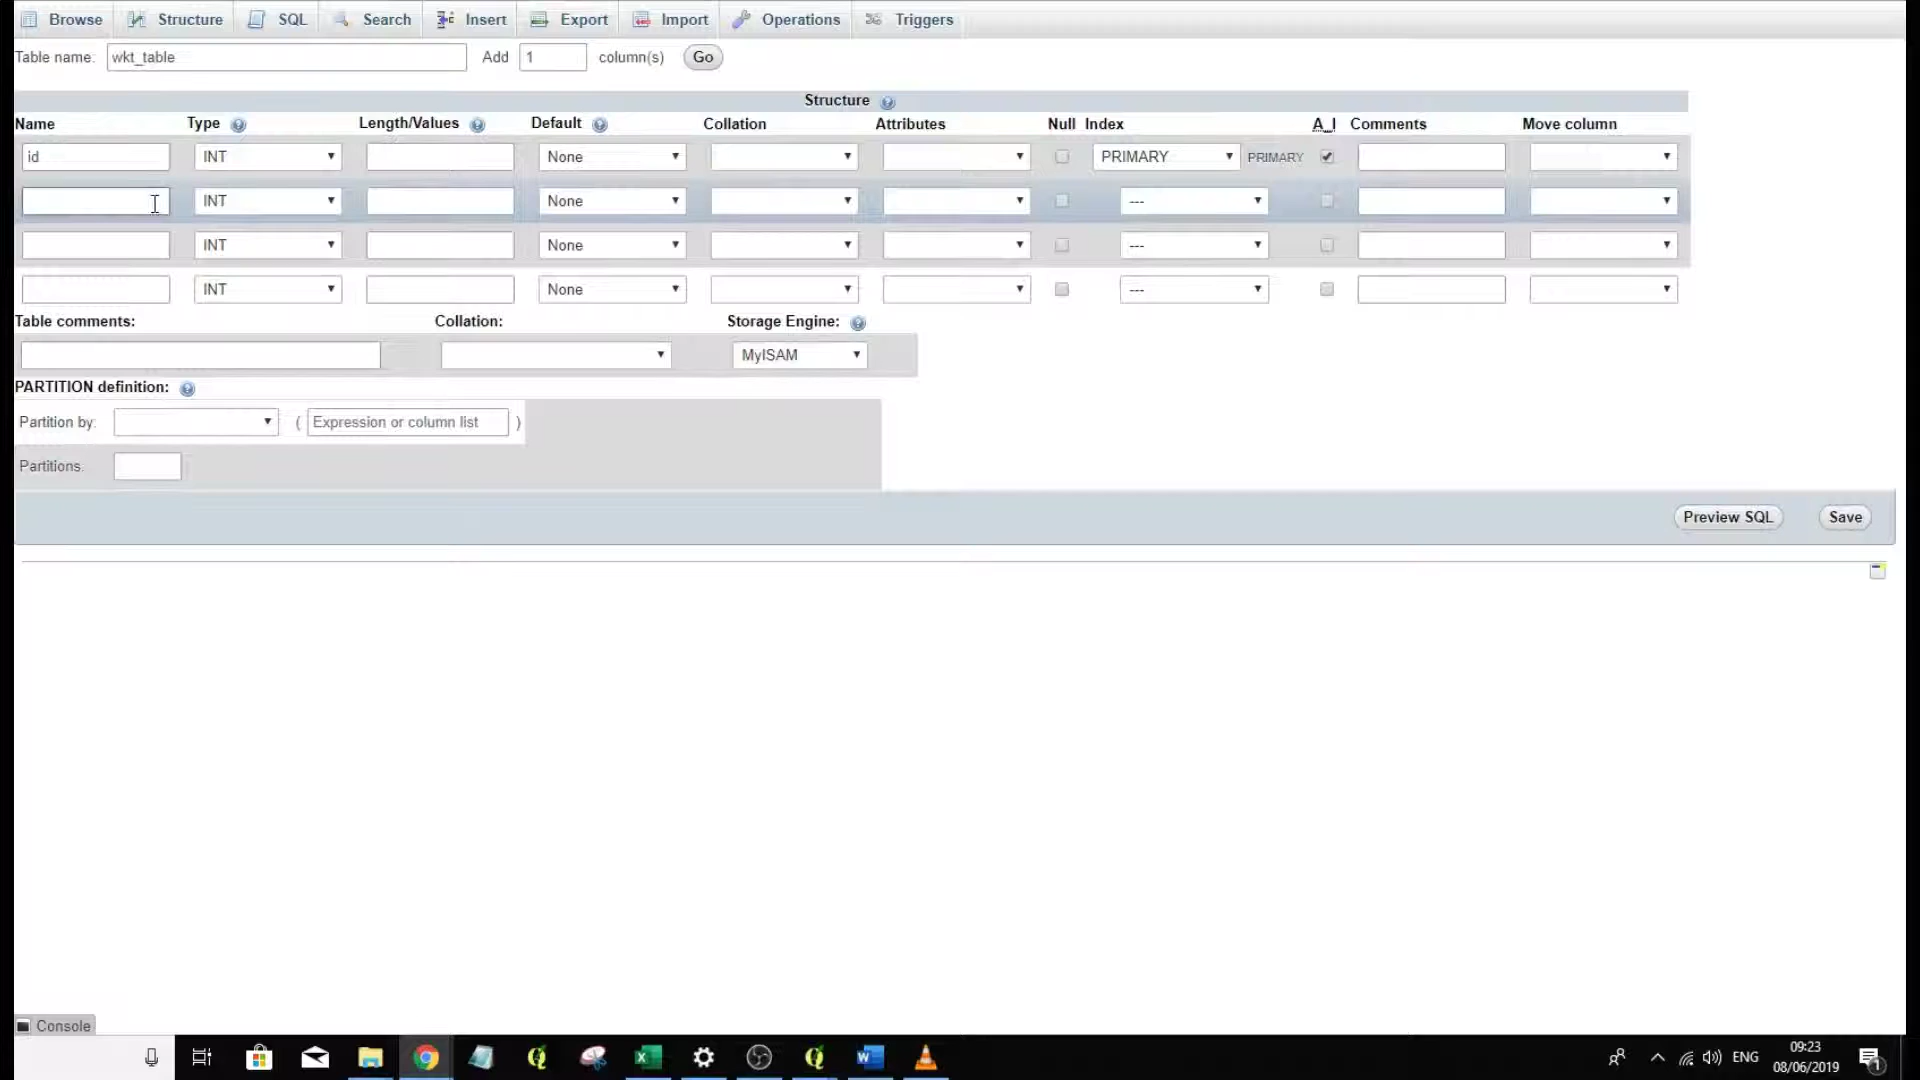 Browse Structure SQL Search Insert Export Import Operations Triggers
Table name: wkt_table Add 1 column(s) Go
Structure
Name Type Length/Values Default Collation Attributes Null Index A_I Comments Move column
id INT None PRIMARY PRIMARY
INT None ---
INT None ---
INT None ---
Table comments: Collation: Storage Engine:
MyISAM
PARTITION definition:
Partition by: ( Expression or column list )
Partitions:
Preview SQL Save
Console
ENG 09:23
08/06/2019 1